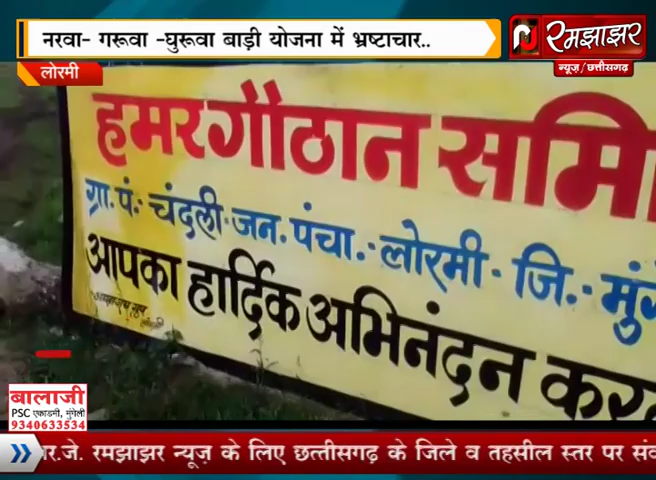 नरवा- गरूवा -घुरूवा बाड़ी योजना में भ्रष्टाचार..
रमझाझर
न्यूज़/छत्तीसगढ़
लोरमी
हमर गौठान समि
ग्रा. पं. चंदली जन. पंचा. लोरमी. जि. मुंगे
आपका हार्दिक अभिनंदन कर
बालाजी
PSC एकाडमी, मुंगेली
9340633534
र.जे. रमझाझर न्यूज़ के लिए छत्तीसगढ़ के जिले व तहसील स्तर पर संव